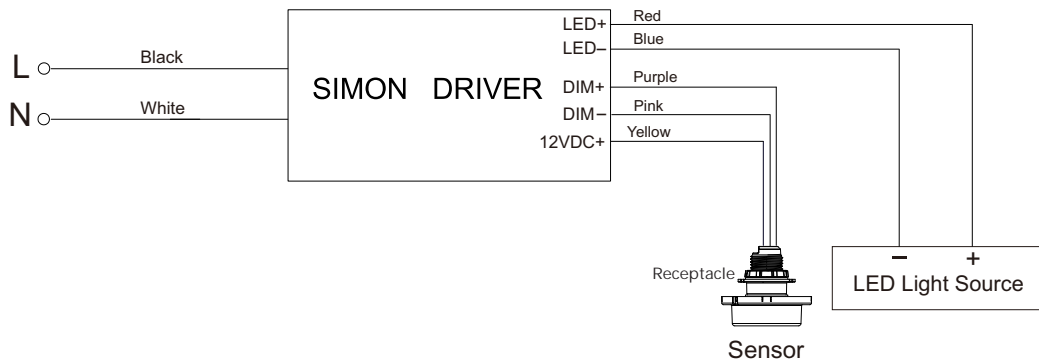 L
Black
N
White
SIMON DRIVER
LED+
LED–
DIM+
DIM–
12VDC+
Red
Blue
Purple
Pink
Yellow
Receptacle
Sensor
– +
LED Light Source